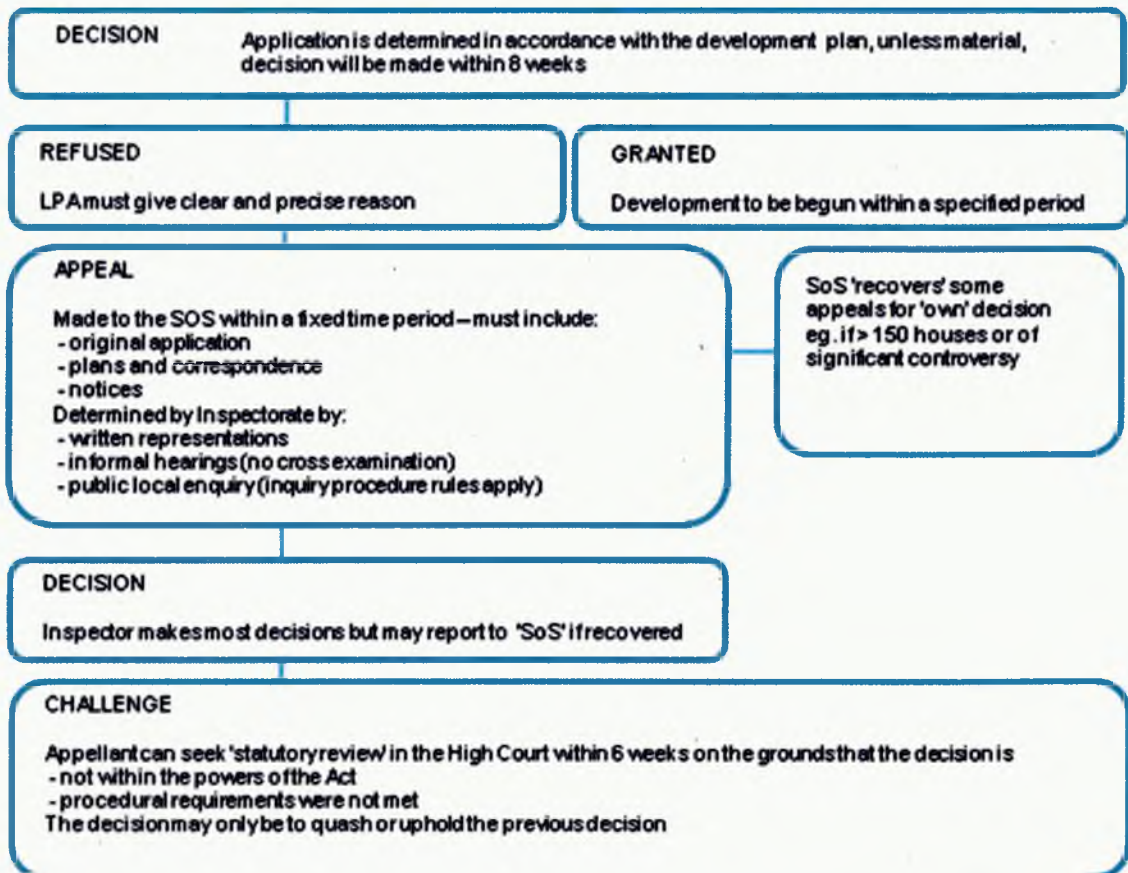 DECISION
Application is determined in accordance with the development plan, unless material,
decision will be made within 8 weeks
REFUSED
LPA must give clear and precise reason
GRANTED
Development to be begun within a specified period
APPEAL
Made to the SOS within a fixed time period – must include:
- original application
- plans and correspondence
- notices
Determined by Inspectorate by:
- written representations
- informal hearings (no cross examination)
- public local enquiry (inquiry procedure rules apply)
SoS 'recovers' some
appeals for 'own' decision
eg. if > 150 houses or of
significant controversy
DECISION
Inspector makes most decisions but may report to 'SoS' if recovered
CHALLENGE
Appellant can seek 'statutory review' in the High Court within 6 weeks on the grounds that the decision is
- not within the powers of the Act
- procedural requirements were not met
The decision may only be to quash or uphold the previous decision